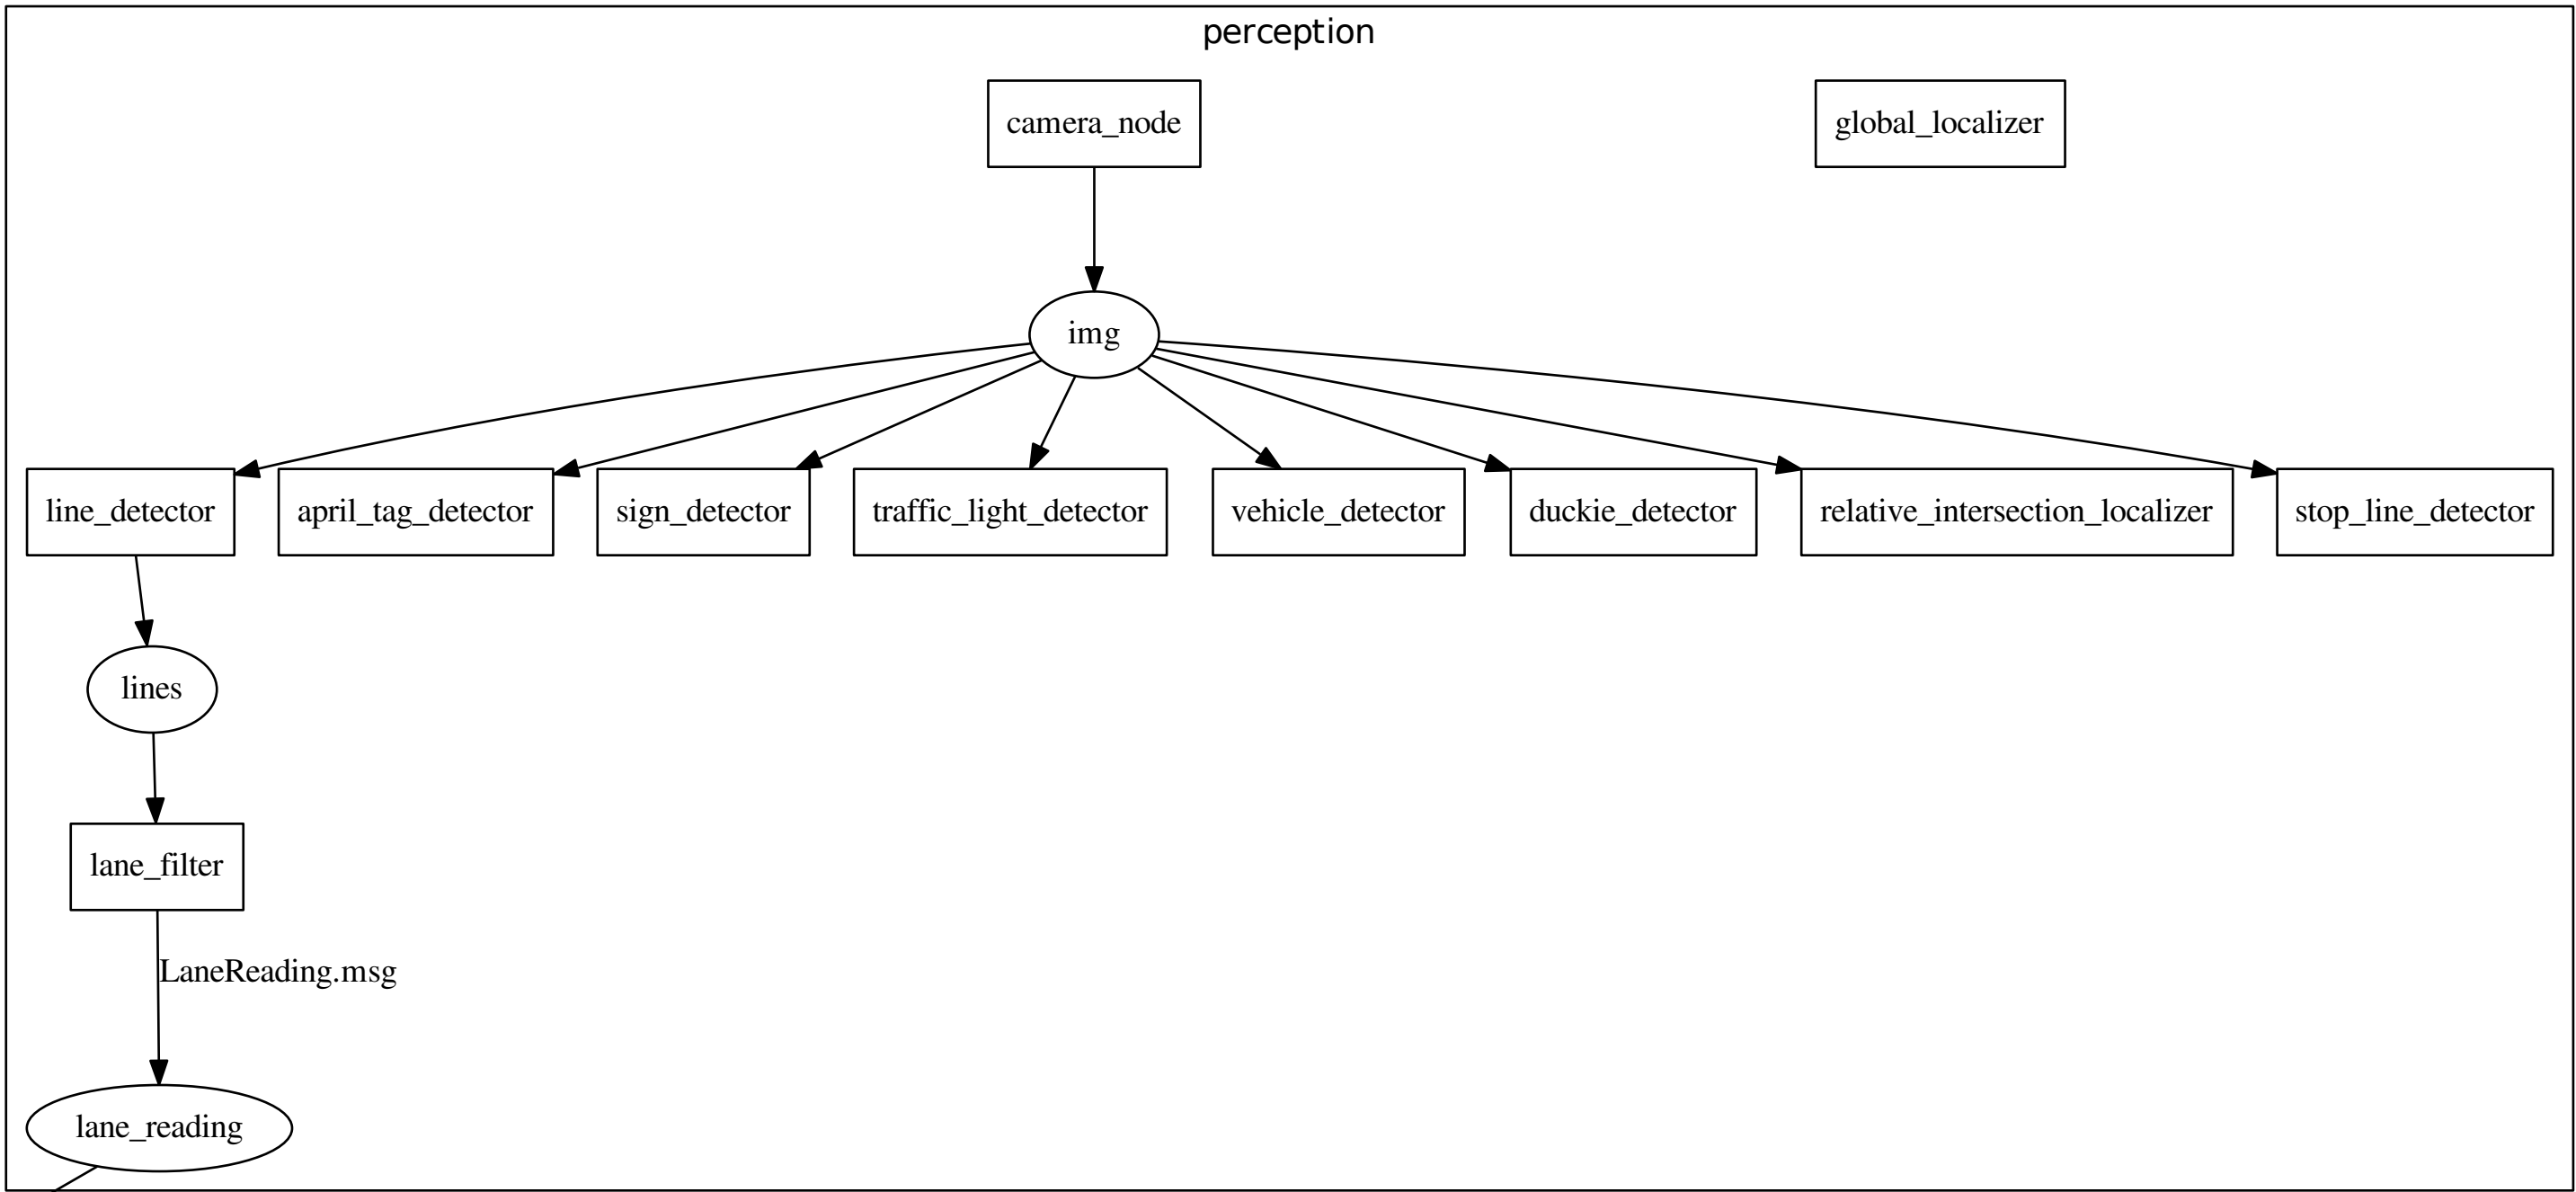 perception
camera_node
global_localizer
img
line_detector
april_tag_detector
sign_detector
traffic_light_detector
vehicle_detector
duckie_detector
relative_intersection_localizer
stop_line_detector
lines
lane_filter
LaneReading.msg
lane_reading